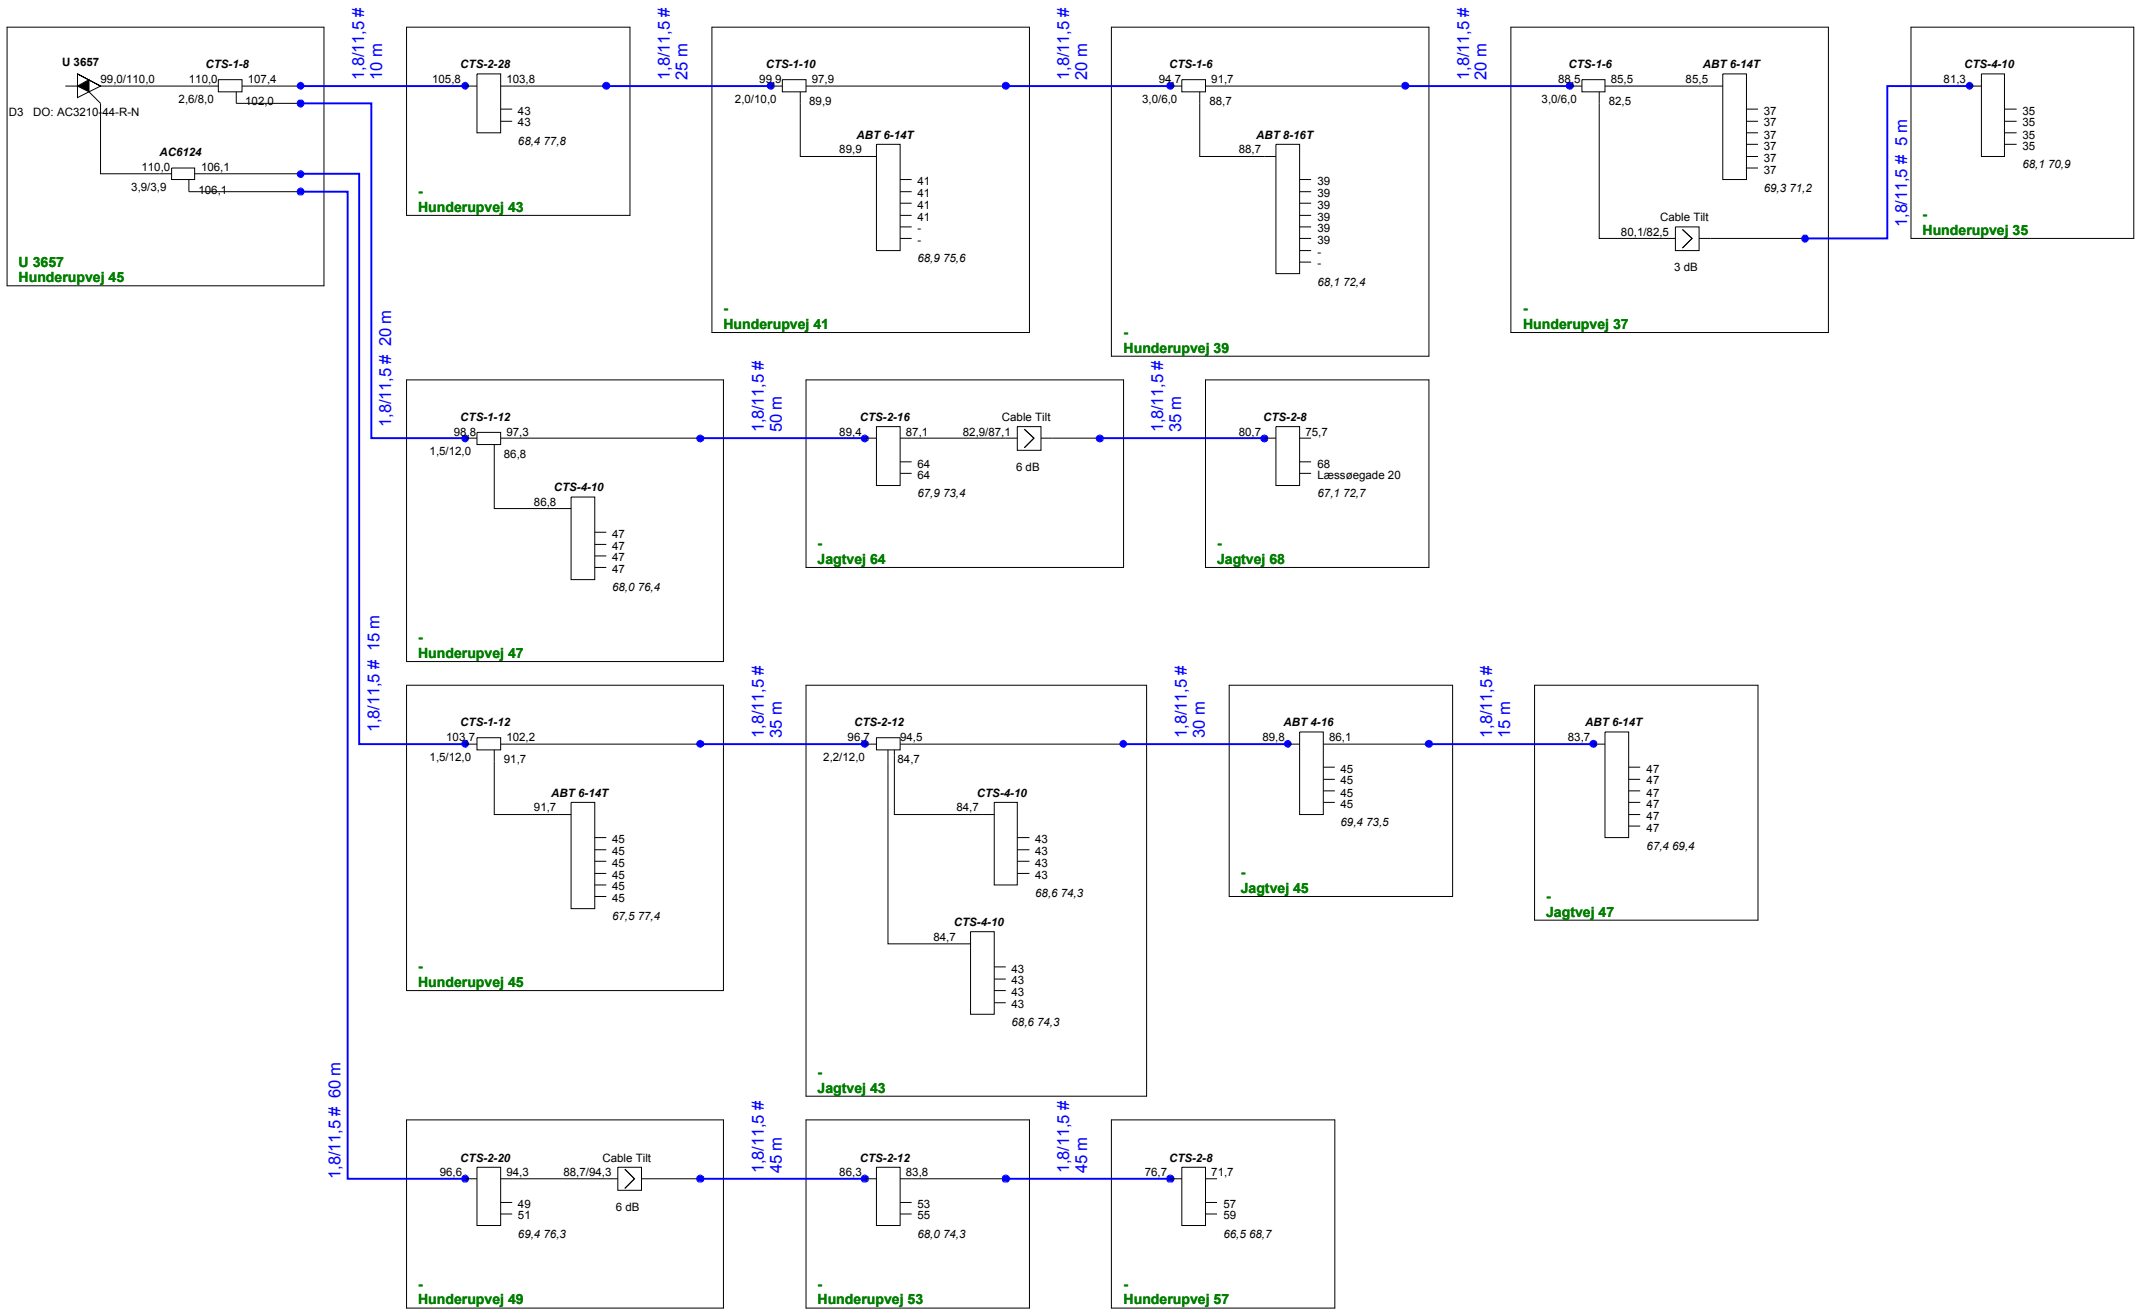 U 3657
99,0/110,0
D3 DO: AC3210-44-R-N
CTS-1-8
110,0
107,4
2,6/8,0
102,0
AC6124
110,0
106,1
3,9/3,9
106,1
U 3657
Hunderupvej 45
1,8/11,5 #
10 m
CTS-2-28
105,8
103,8
43
43
68,4 77,8
-
Hunderupvej 43
1,8/11,5 #
25 m
CTS-1-10
99,9
97,9
2,0/10,0
89,9
ABT 6-14T
89,9
41
41
41
41
-
-
68,9 75,6
-
Hunderupvej 41
1,8/11,5 #
20 m
CTS-1-6
94,7
91,7
3,0/6,0
88,7
ABT 8-16T
88,7
39
39
39
39
39
39
-
-
68,1 72,4
-
Hunderupvej 39
1,8/11,5 #
20 m
CTS-1-6
88,5
85,5
3,0/6,0
82,5
ABT 6-14T
85,5
37
37
37
37
37
37
69,3 71,2
Cable Tilt
80,1/82,5
3 dB
-
Hunderupvej 37
1,8/11,5 # 5 m
CTS-4-10
81,3
35
35
35
35
68,1 70,9
-
Hunderupvej 35
1,8/11,5 # 20 m
CTS-1-12
98,8
97,3
1,5/12,0
86,8
CTS-4-10
86,8
47
47
47
47
68,0 76,4
-
Hunderupvej 47
1,8/11,5 #
50 m
CTS-2-16
89,4
87,1
64
64
67,9 73,4
Cable Tilt
82,9/87,1
6 dB
-
Jagtvej 64
1,8/11,5 #
35 m
CTS-2-8
80,7
75,7
68
Læssøegade 20
67,1 72,7
-
Jagtvej 68
1,8/11,5 # 15 m
CTS-1-12
103,7
102,2
1,5/12,0
91,7
ABT 6-14T
91,7
45
45
45
45
45
45
67,5 77,4
-
Hunderupvej 45
1,8/11,5 #
35 m
CTS-2-12
96,7
94,5
2,2/12,0
84,7
CTS-4-10
84,7
43
43
43
43
68,6 74,3
CTS-4-10
84,7
43
43
43
43
68,6 74,3
-
Jagtvej 43
1,8/11,5 #
30 m
ABT 4-16
89,8
86,1
45
45
45
45
69,4 73,5
-
Jagtvej 45
1,8/11,5 #
15 m
ABT 6-14T
83,7
47
47
47
47
47
47
67,4 69,4
-
Jagtvej 47
1,8/11,5 # 60 m
CTS-2-20
96,6
94,3
49
51
69,4 76,3
Cable Tilt
88,7/94,3
6 dB
-
Hunderupvej 49
1,8/11,5 #
45 m
CTS-2-12
86,3
83,8
53
55
68,0 74,3
-
Hunderupvej 53
1,8/11,5 #
45 m
CTS-2-8
76,7
71,7
57
59
66,5 68,7
-
Hunderupvej 57